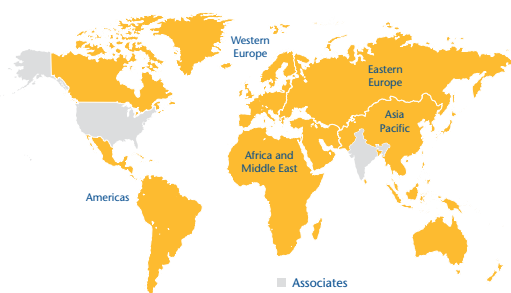 Western
Europe
Eastern
Europe
Asia
Pacific
Africa and
Middle East
Americas
Associates